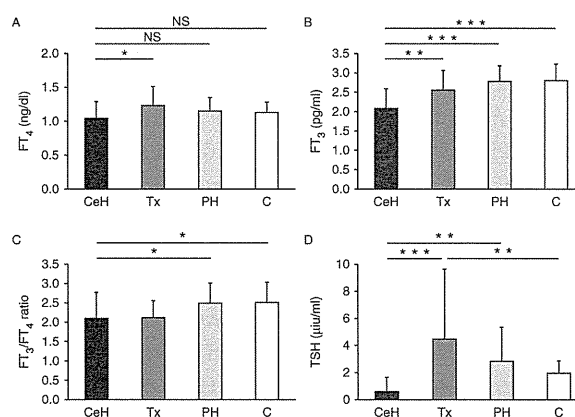 A
NS
NS
*
FT4 (ng/dl)
2.0
1.5
1.0
0.5
0.0
CeH Tx PH C
B
* * *
* * *
* *
FT3 (pg/ml)
3.5
3.0
2.5
2.0
1.5
1.0
0.5
0.0
CeH Tx PH C
C
*
*
FT3/FT4 ratio
3.5
3.0
2.5
2.0
1.5
1.0
0.5
0.0
CeH Tx PH C
D
* *
* * *
* *
TSH (μiu/ml)
10
8
6
4
2
0
CeH Tx PH C